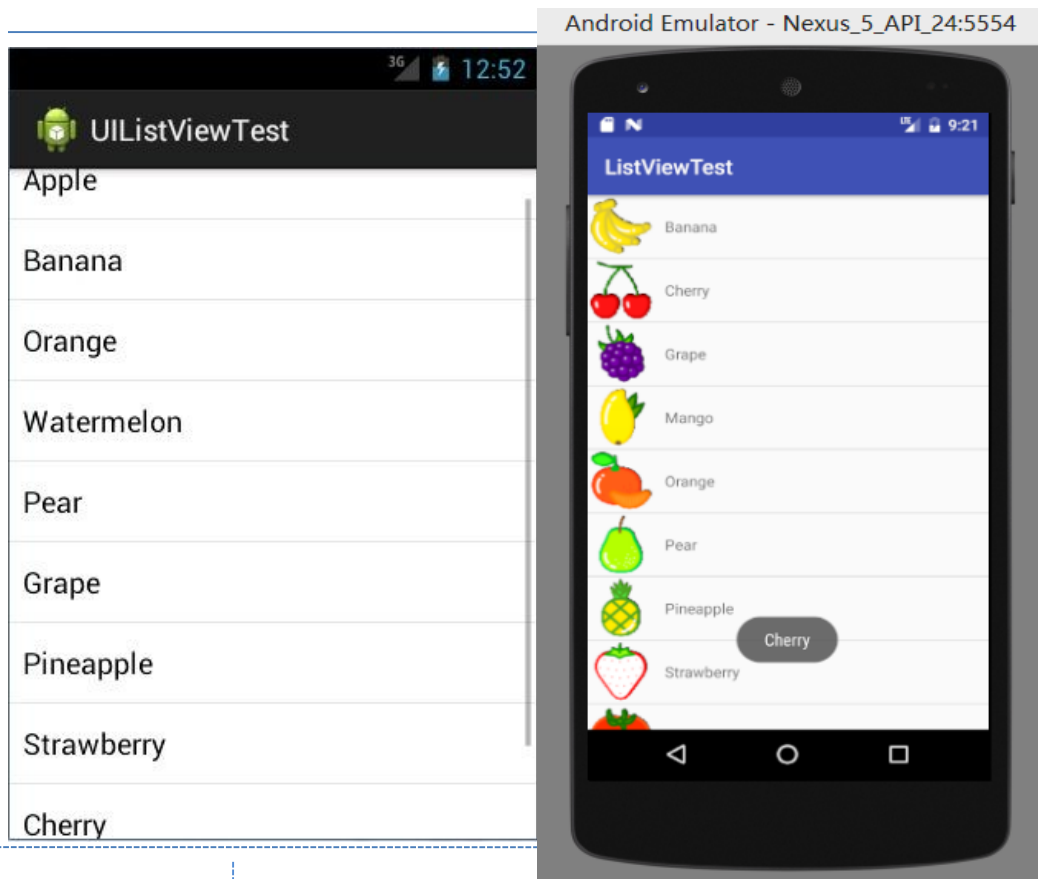 Android Emulator - Nexus_5_API_24:5554
3G 12:52
UIListViewTest
Apple
Banana
Orange
Watermelon
Pear
Grape
Pineapple
Strawberry
Cherry
LTE 9:21
ListViewTest
Banana
Cherry
Grape
Mango
Orange
Pear
Pineapple
Cherry
Strawberry